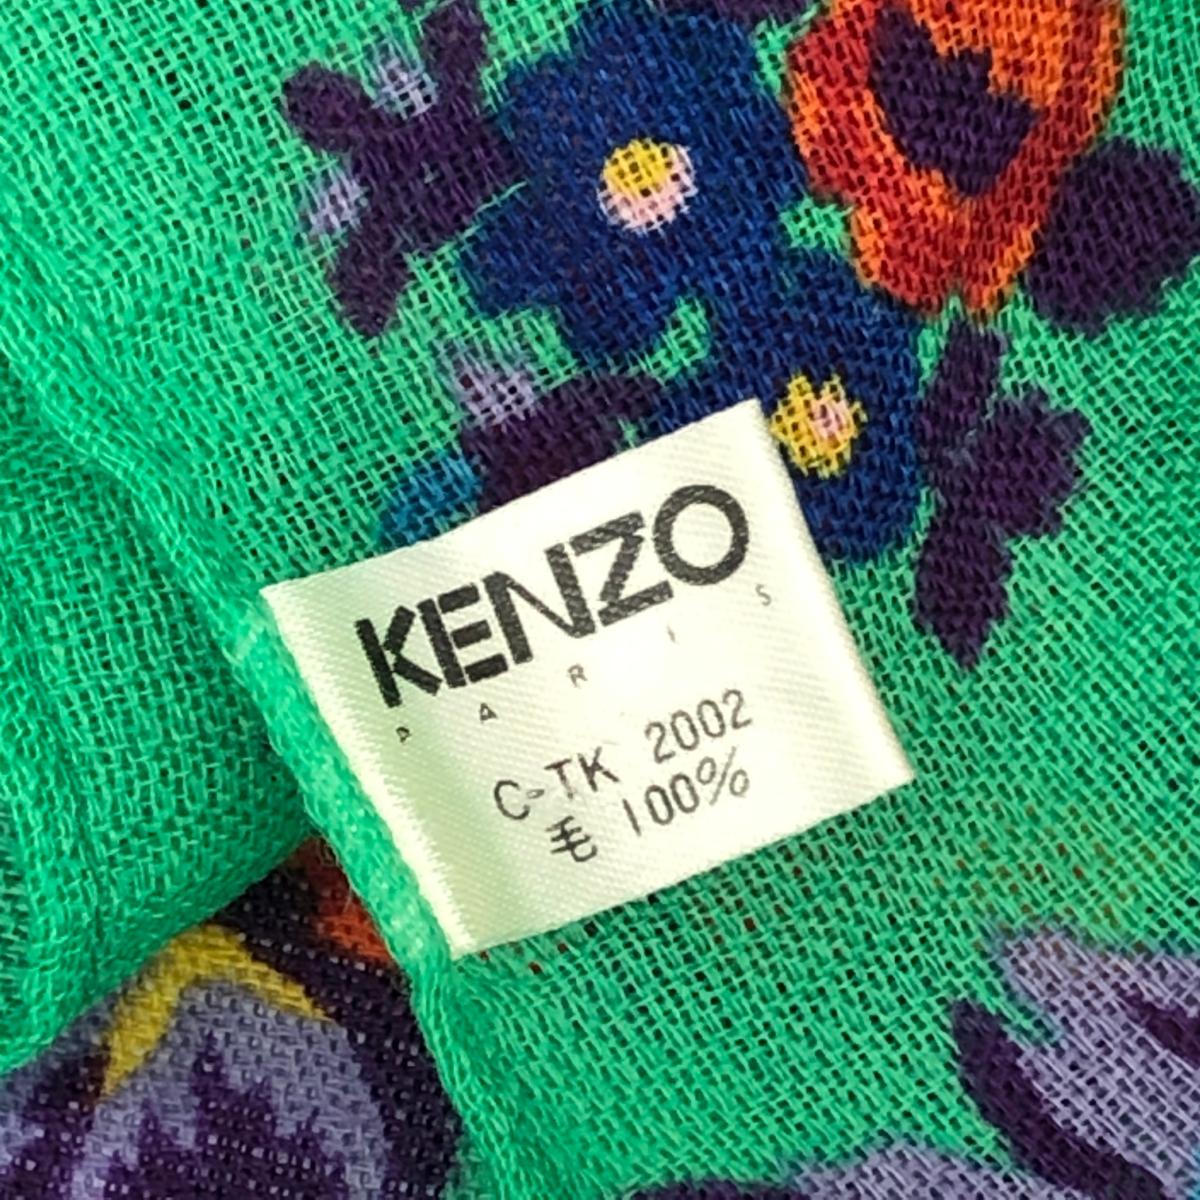 KENZO
PARIS
C-TK 2002
毛 100%